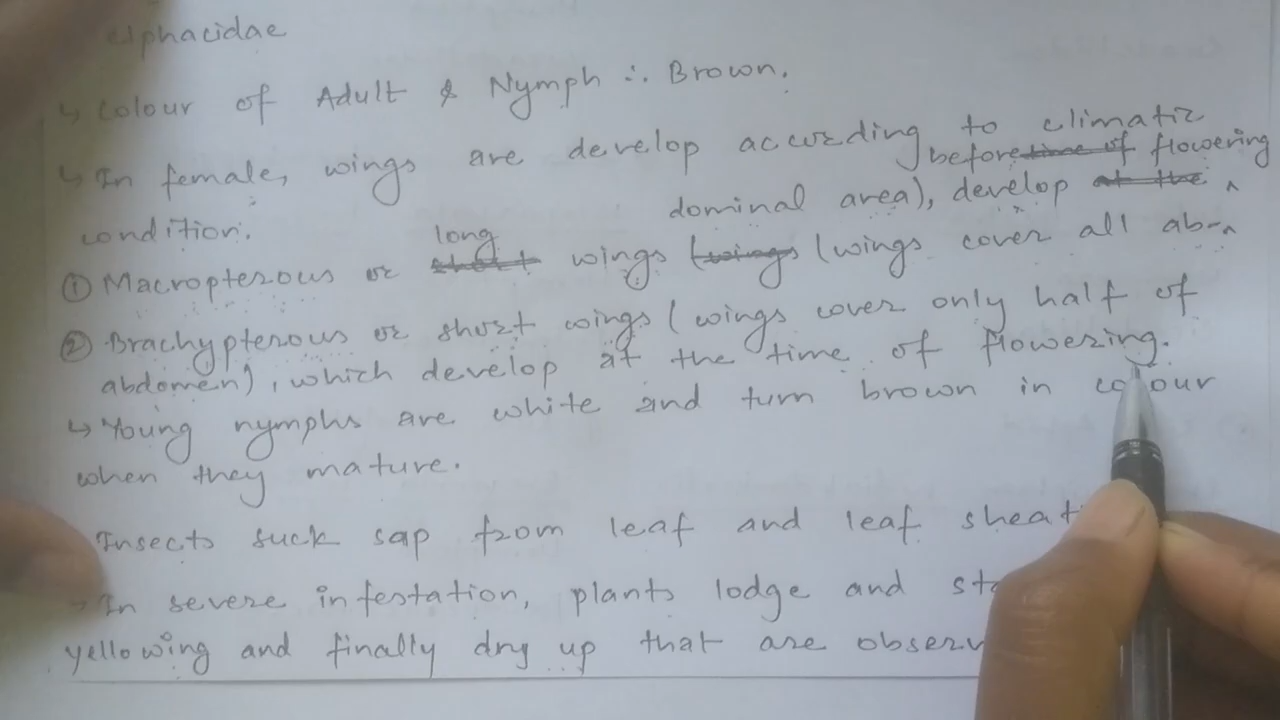 elphacidae
↳ Colour of Adult & Nymph ∴ Brown.
↳ In female, wings are develop according to climatic
condition.
before flowering
dominal area), develop ^
① Macropterous or long wings (wings cover all ab-^
② Brachypterous or short wings (wings cover only half of
abdomen), which develop at the time of flowering.
↳ Young nymphs are white and turn brown in colour
when they mature.
Insects suck sap from leaf and leaf
→ In severe infestation, plants lodge and
yellowing and finally dry up that are